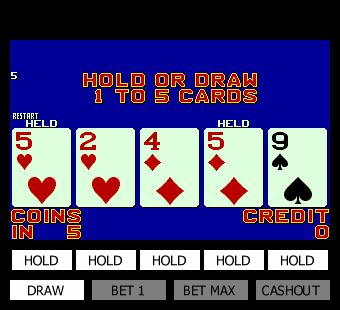 5
HOLD OR DRAW
1 TO 5 CARDS
RESTART
HELD HELD
5 2 4 5 9
COINS CREDIT
IN 5 0
HOLD HOLD HOLD HOLD HOLD
DRAW BET 1 BET MAX CASHOUT